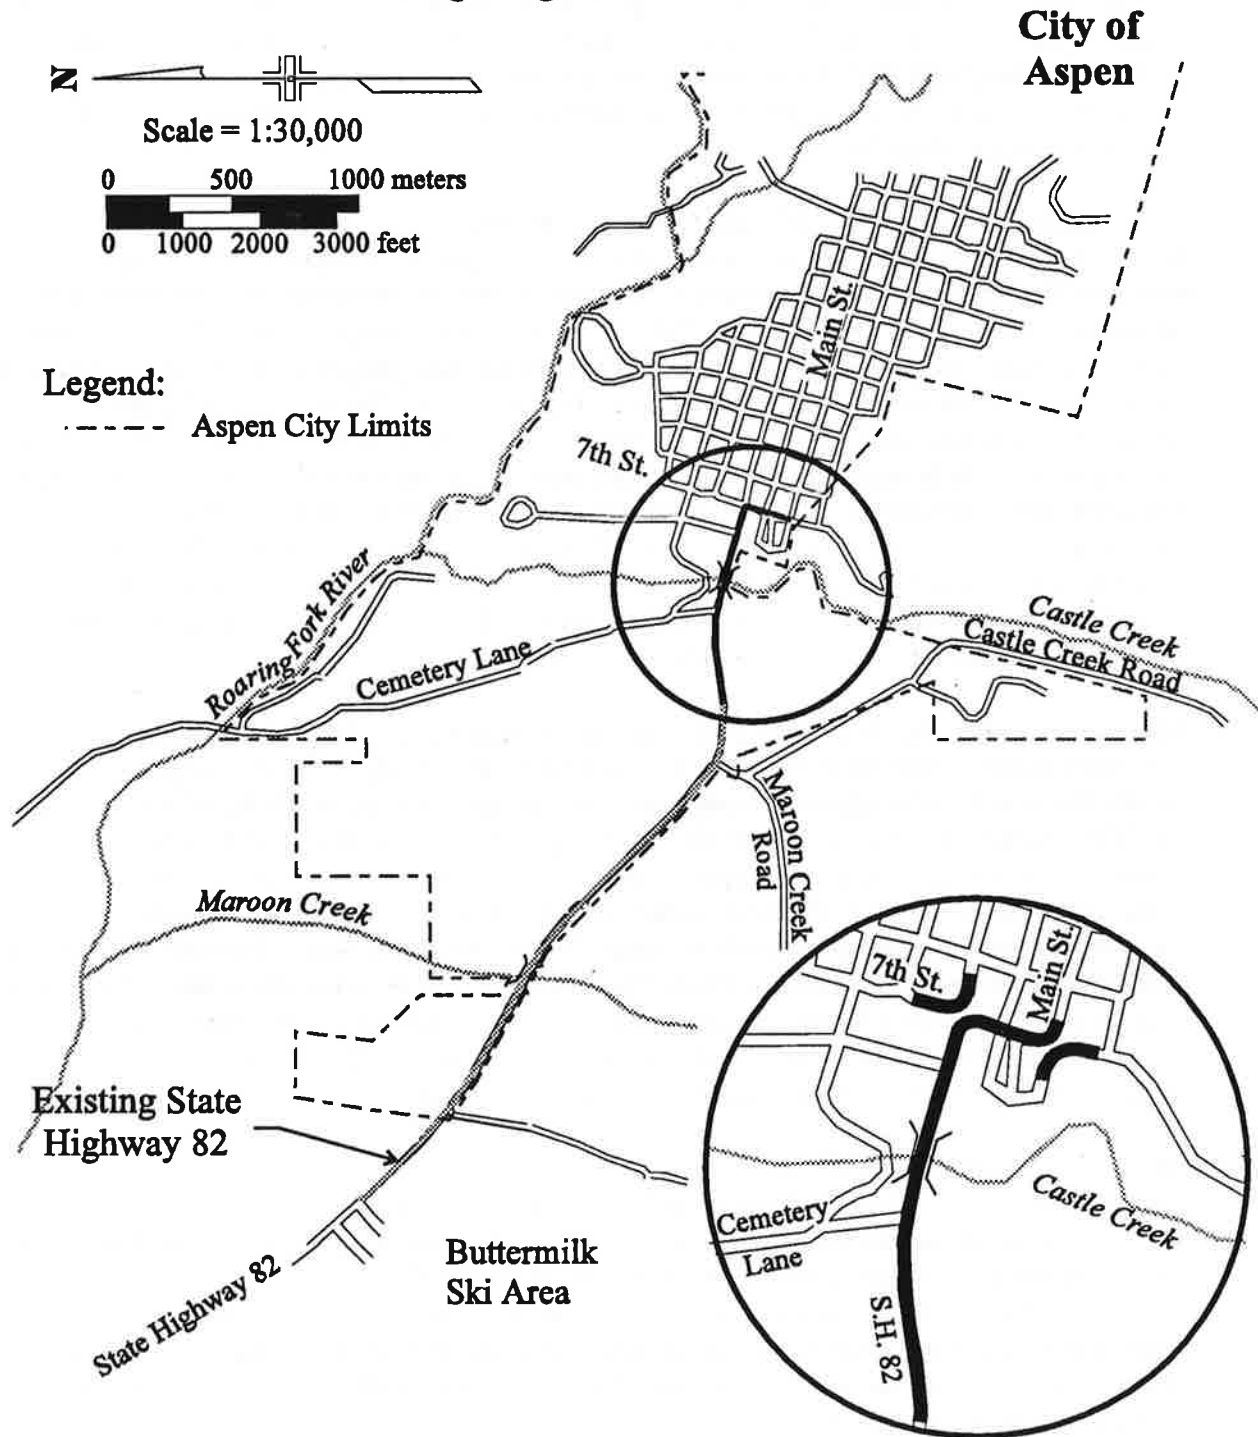 City of
Aspen
N
Scale = 1:30,000
0 500 1000 meters
0 1000 2000 3000 feet
Legend:
Aspen City Limits
Main St.
7th St.
Roaring Fork River
Cemetery Lane
Castle Creek
Castle Creek Road
Maroon Creek
Road
Maroon Creek
Existing State
Highway 82
State Highway 82
Buttermilk
Ski Area
7th St.
Main St.
Castle Creek
Cemetery
Lane
S.H. 82